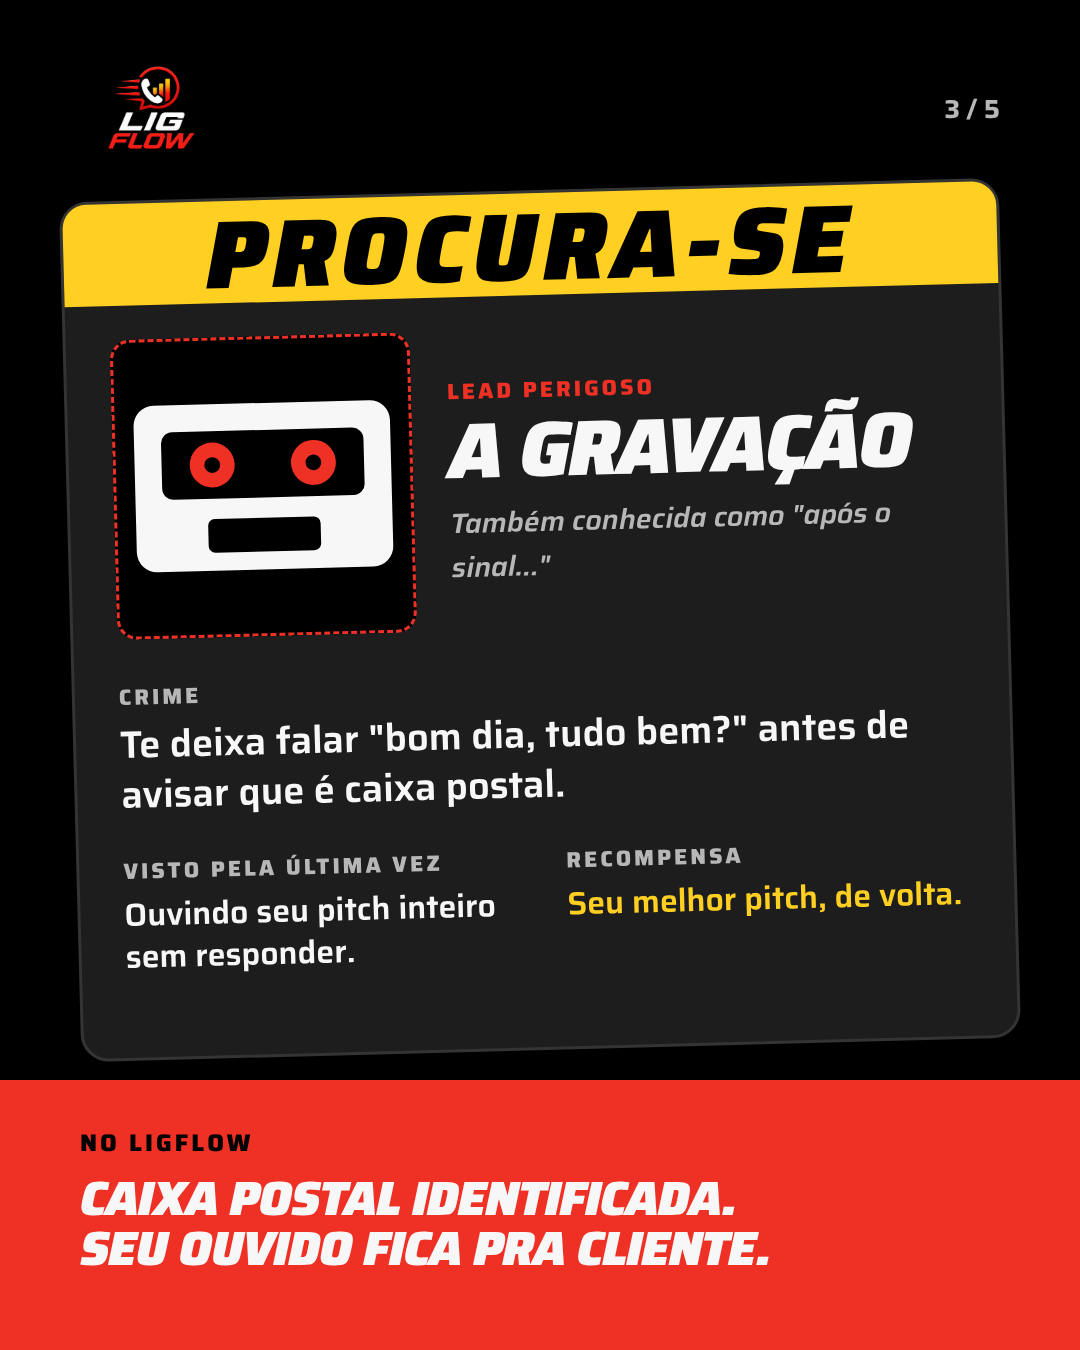 LIG
FLOW
3 / 5
PROCURA-SE
LEAD PERIGOSO
A GRAVAÇÃO
Também conhecida como "após o
sinal..."
CRIME
Te deixa falar "bom dia, tudo bem?" antes de
avisar que é caixa postal.
VISTO PELA ÚLTIMA VEZ
Ouvindo seu pitch inteiro
sem responder.
RECOMPENSA
Seu melhor pitch, de volta.
NO LIGFLOW
CAIXA POSTAL IDENTIFICADA.
SEU OUVIDO FICA PRA CLIENTE.